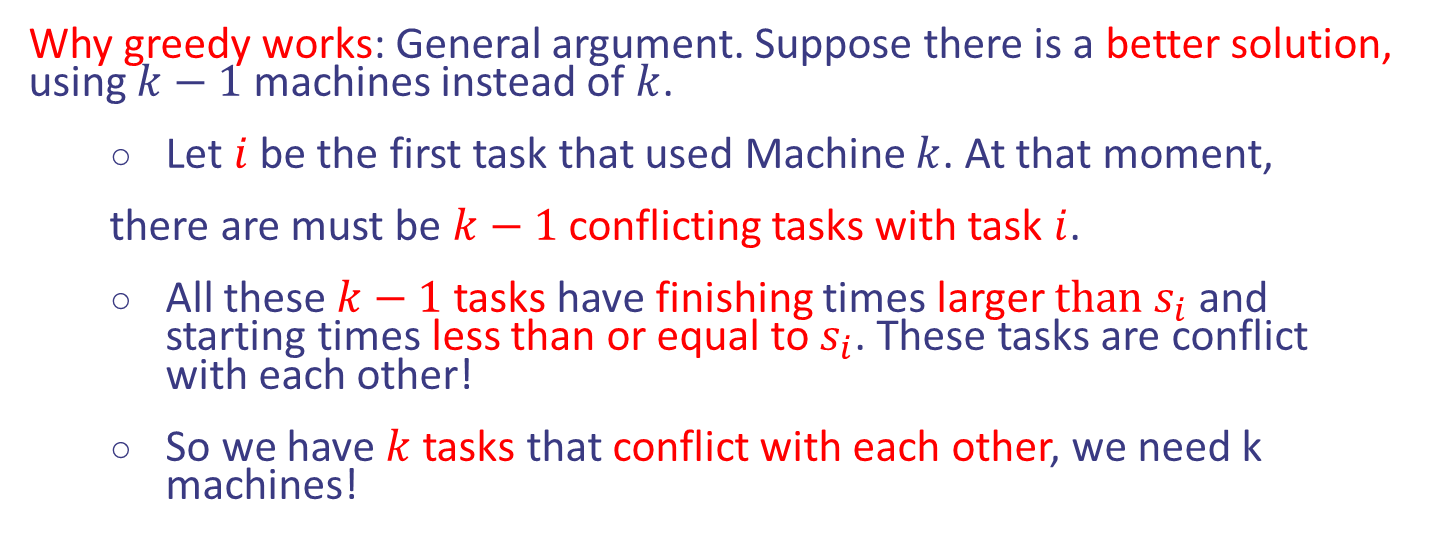 Why greedy works: General argument. Suppose there is a better solution,
using k − 1 machines instead of k.
○ Let i be the first task that used Machine k. At that moment,
there are must be k − 1 conflicting tasks with task i.
○ All these k − 1 tasks have finishing times larger than sᵢ and
starting times less than or equal to sᵢ. These tasks are conflict
with each other!
○ So we have k tasks that conflict with each other, we need k
machines!